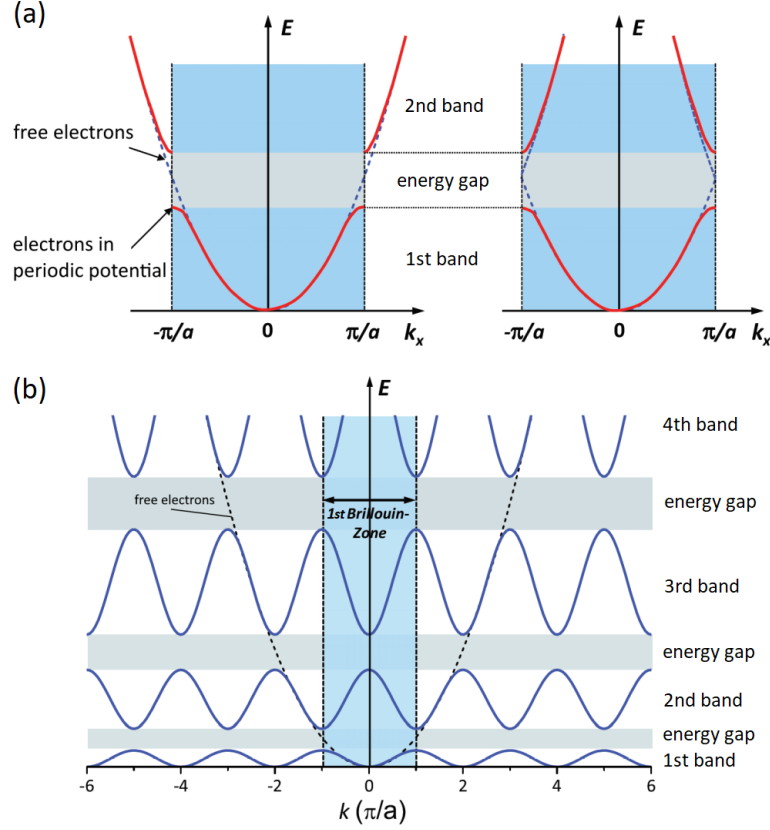 (a)
E
E
2nd band
free electrons
energy gap
electrons in
periodic potential
1st band
-π/a
0
π/a
kx
-π/a
0
π/a
kx
(b)
E
4th band
free electrons
energy gap
1st Brillouin-
Zone
3rd band
energy gap
2nd band
energy gap
1st band
-6
-4
-2
0
2
4
6
k (π/a)